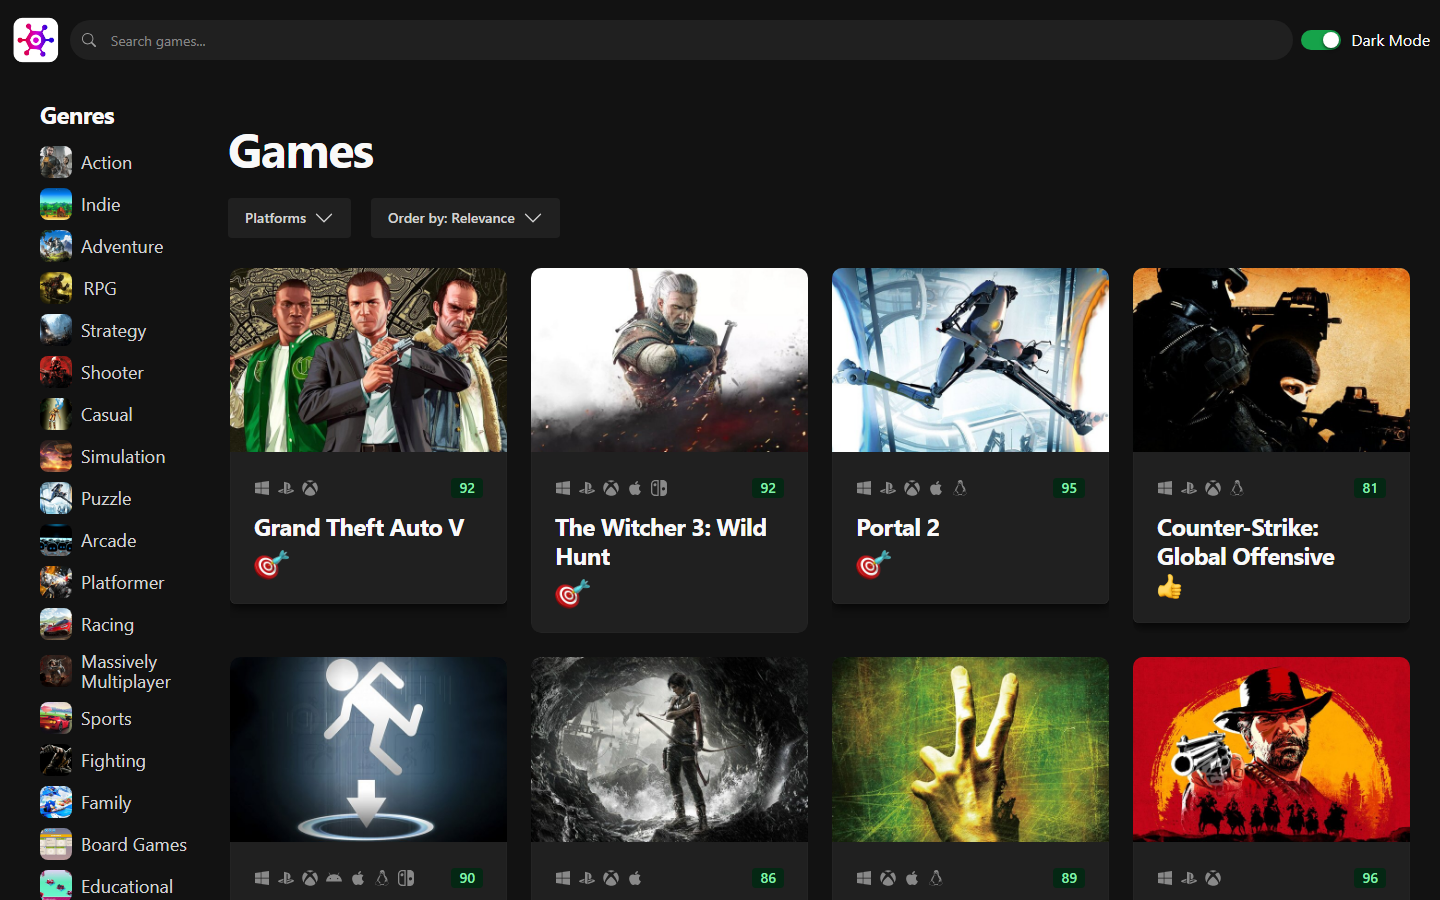 Search games...
Dark Mode
Genres
Action
Indie
Adventure
RPG
Strategy
Shooter
Casual
Simulation
Puzzle
Arcade
Platformer
Racing
Massively
Multiplayer
Sports
Fighting
Family
Board Games
Educational
Games
Platforms
Order by: Relevance
92
Grand Theft Auto V
92
The Witcher 3: Wild
Hunt
95
Portal 2
81
Counter-Strike:
Global Offensive
90
86
89
96